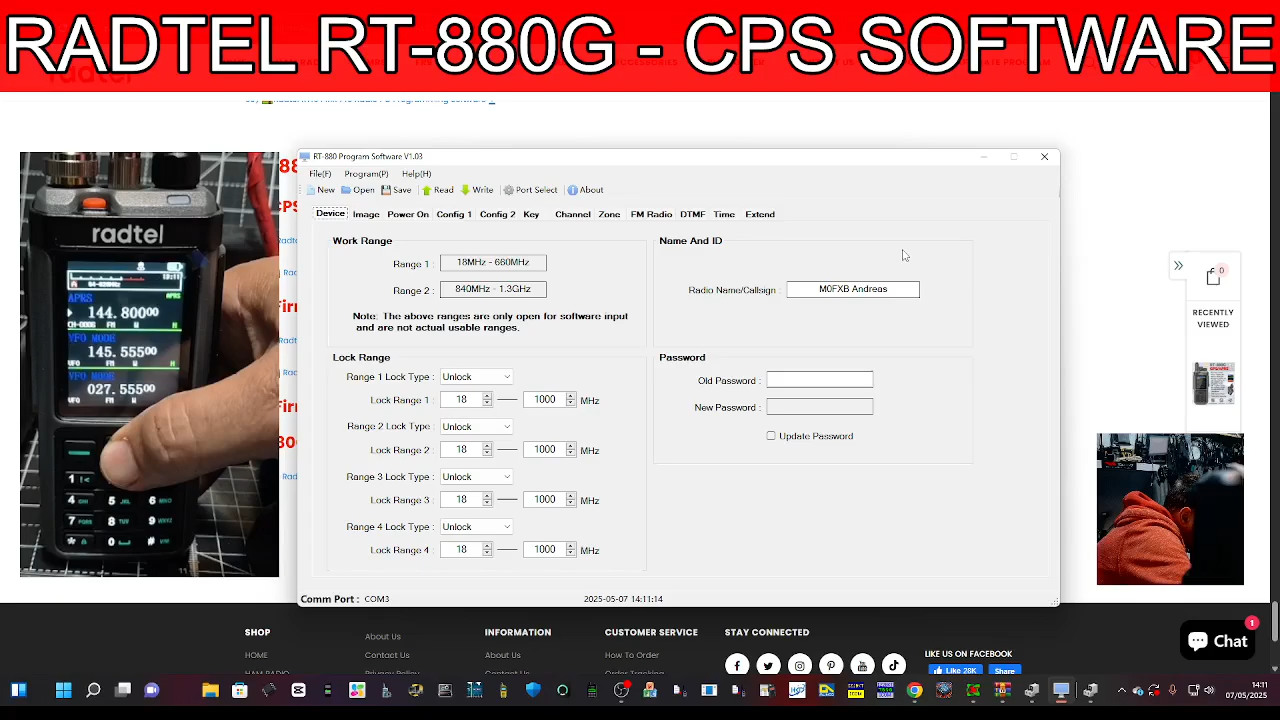 RADTEL RT-880G - CPS SOFTWARE
RT-880 Program Software V1.03
File(F) Program(P) Help(H)
New Open Save Read Write Port Select About
Device Image Power On Config 1 Config 2 Key Channel Zone FM Radio DTMF Time Extend
Work Range
Range 1 : 18MHz - 660MHz
Range 2 : 840MHz - 1.3GHz
Note: The above ranges are only open for software input
and are not actual usable ranges.
Name And ID
Radio Name/Callsign : M0FXB Andreas
Lock Range
Range 1 Lock Type : Unlock
Lock Range 1 : 18 1000 MHz
Range 2 Lock Type : Unlock
Lock Range 2 : 18 1000 MHz
Range 3 Lock Type : Unlock
Lock Range 3 : 18 1000 MHz
Range 4 Lock Type : Unlock
Lock Range 4 : 18 1000 MHz
Password
Old Password :
New Password :
Update Password
Comm Port : COM3 2025-05-07 14:11:14
radtel
APRS
APRS
144.80000
VFO MODE
145.55500
027.55500
0
RECENTLY
VIEWED
SHOP
HOME
About Us
Contact Us
INFORMATION
About Us
Contact Us
CUSTOMER SERVICE
How To Order
STAY CONNECTED
LIKE US ON FACEBOOK
Like 28K Share
Chat
1
14:11
07/05/2025